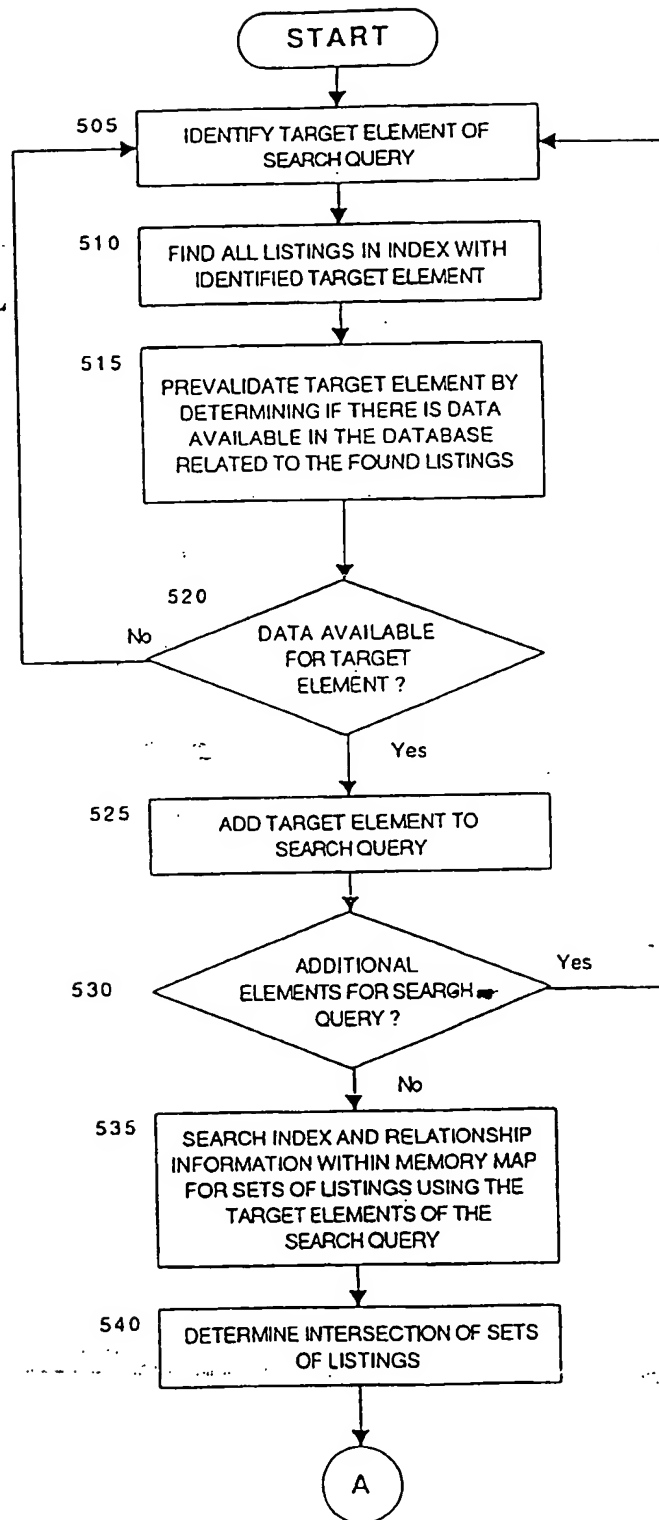 START
505
IDENTIFY TARGET ELEMENT OF
SEARCH QUERY
510
FIND ALL LISTINGS IN INDEX WITH
IDENTIFIED TARGET ELEMENT
515
PREVALIDATE TARGET ELEMENT BY
DETERMINING IF THERE IS DATA
AVAILABLE IN THE DATABASE
RELATED TO THE FOUND LISTINGS
520
No
DATA AVAILABLE
FOR TARGET
ELEMENT ?
Yes
525
ADD TARGET ELEMENT TO
SEARCH QUERY
530
ADDITIONAL
ELEMENTS FOR SEARGH
QUERY ?
Yes
No
535
SEARCH INDEX AND RELATIONSHIP
INFORMATION WITHIN MEMORY MAP
FOR SETS OF LISTINGS USING THE
TARGET ELEMENTS OF THE
SEARCH QUERY
540
DETERMINE INTERSECTION OF SETS
OF LISTINGS
A